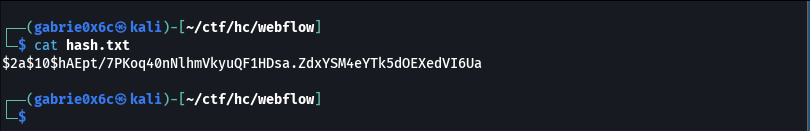 ┌──(gabrie0x6c㉿kali)-[~/ctf/hc/webflow]
└─$ cat hash.txt
$2a$10$hAEpt/7PKoq40nNlhmVkyuQF1HDsa.ZdxYSM4eYTk5dOEXedVI6Ua
┌──(gabrie0x6c㉿kali)-[~/ctf/hc/webflow]
└─$